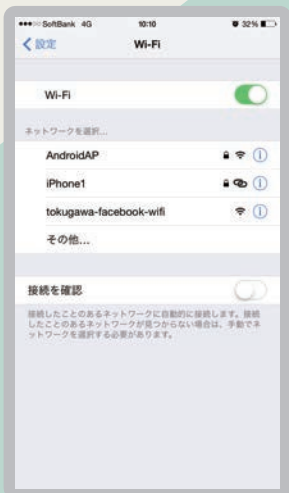 SoftBank 4G 10:10 32%
設定 Wi-Fi
Wi-Fi
ネットワークを選択...
AndroidAP
iPhone1
tokugawa-facebook-wifi
その他...
接続を確認
接続したことのあるネットワークに自動的に接続します。接続
したことのあるネットワークが見つからない場合は、手動でネ
ットワークを選択する必要があります。